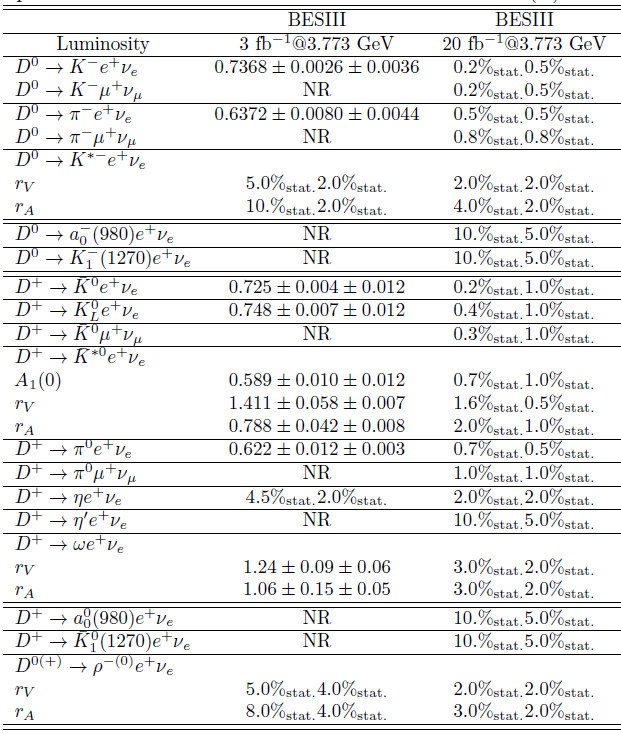 BESIII BESIII
Luminosity 3 fb⁻¹@3.773 GeV 20 fb⁻¹@3.773 GeV
D⁰ → K⁻e⁺νₑ 0.7368 ± 0.0026 ± 0.0036 0.2%stat.0.5%stat.
D⁰ → K⁻μ⁺ν_μ NR 0.2%stat.0.5%stat.
D⁰ → π⁻e⁺νₑ 0.6372 ± 0.0080 ± 0.0044 0.5%stat.0.5%stat.
D⁰ → π⁻μ⁺ν_μ NR 0.8%stat.0.8%stat.
D⁰ → K*⁻e⁺νₑ
r_V 5.0%stat.2.0%stat. 2.0%stat.2.0%stat.
r_A 10.%stat.2.0%stat. 4.0%stat.2.0%stat.
D⁰ → a₀⁻(980)e⁺νₑ NR 10.%stat.5.0%stat.
D⁰ → K₁⁻(1270)e⁺νₑ NR 10.%stat.5.0%stat.
D⁺ → K̄⁰e⁺νₑ 0.725 ± 0.004 ± 0.012 0.2%stat.1.0%stat.
D⁺ → K⁰_L e⁺νₑ 0.748 ± 0.007 ± 0.012 0.4%stat.1.0%stat.
D⁺ → K̄⁰μ⁺ν_μ NR 0.3%stat.1.0%stat.
D⁺ → K̄*⁰e⁺νₑ
A₁(0) 0.589 ± 0.010 ± 0.012 0.7%stat.1.0%stat.
r_V 1.411 ± 0.058 ± 0.007 1.6%stat.0.5%stat.
r_A 0.788 ± 0.042 ± 0.008 2.0%stat.1.0%stat.
D⁺ → π⁰e⁺νₑ 0.622 ± 0.012 ± 0.003 0.7%stat.0.5%stat.
D⁺ → π⁰μ⁺ν_μ NR 1.0%stat.1.0%stat.
D⁺ → ηe⁺νₑ 4.5%stat.2.0%stat. 2.0%stat.2.0%stat.
D⁺ → η′e⁺νₑ NR 10.%stat.5.0%stat.
D⁺ → ωe⁺νₑ
r_V 1.24 ± 0.09 ± 0.06 3.0%stat.2.0%stat.
r_A 1.06 ± 0.15 ± 0.05 3.0%stat.2.0%stat.
D⁺ → a₀⁰(980)e⁺νₑ NR 10.%stat.5.0%stat.
D⁺ → K̄₁⁰(1270)e⁺νₑ NR 10.%stat.5.0%stat.
D⁰⁽⁺⁾ → ρ⁻⁽⁰⁾e⁺νₑ
r_V 5.0%stat.4.0%stat. 2.0%stat.2.0%stat.
r_A 8.0%stat.4.0%stat. 3.0%stat.2.0%stat.